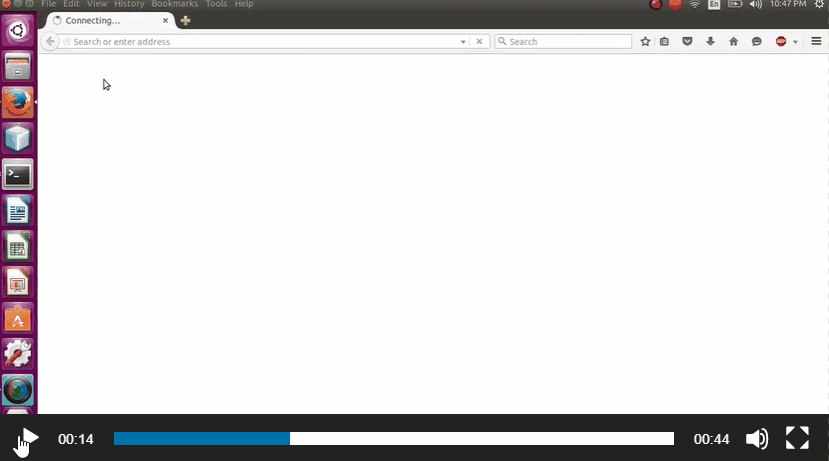 File Edit View History Bookmarks Tools Help En 10:47 PM
Connecting...
Search or enter address Search ABP
00:14 00:44